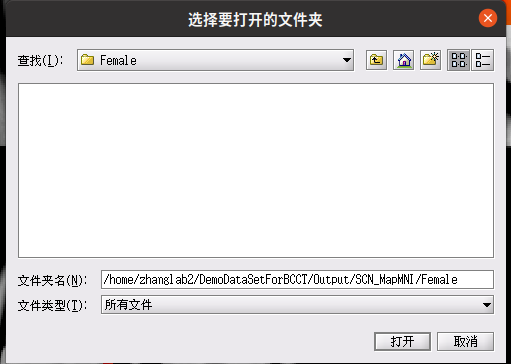 选择要打开的文件夹
查找(I): Female
文件夹名(N): /home/zhanglab2/DemoDataSetForBCCT/Output/SCN_MapMNI/Female
文件类型(T): 所有文件
打开 取消